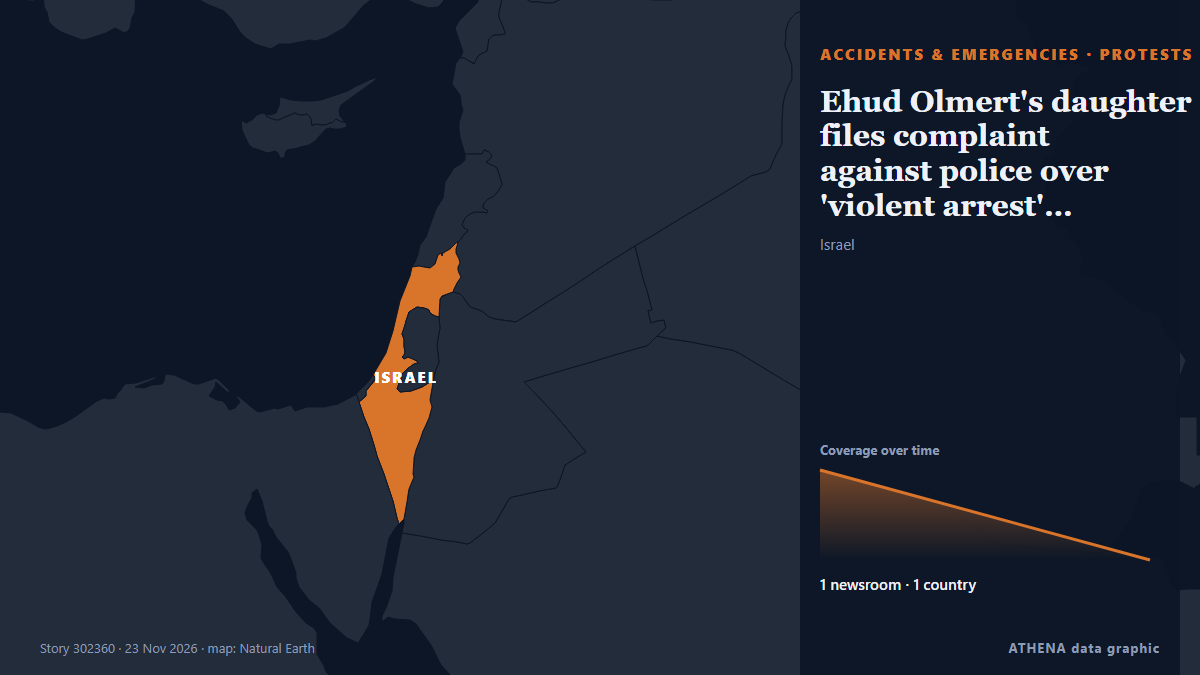 ACCIDENTS & EMERGENCIES · PROTESTS
Ehud Olmert's daughter
files complaint
against police over
'violent arrest'...
Israel
ISRAEL
Coverage over time
1 newsroom · 1 country
Story 302360 · 23 Nov 2026 · map: Natural Earth
ATHENA data graphic